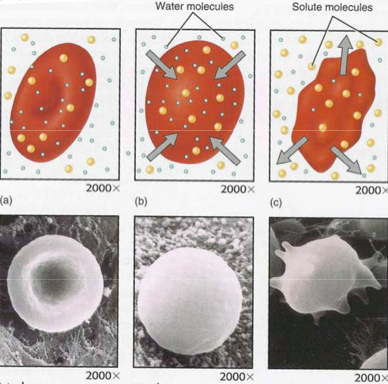 Water molecules
Solute molecules
2000×
2000×
2000×
(a)
(b)
(c)
2000×
2000×
2000×